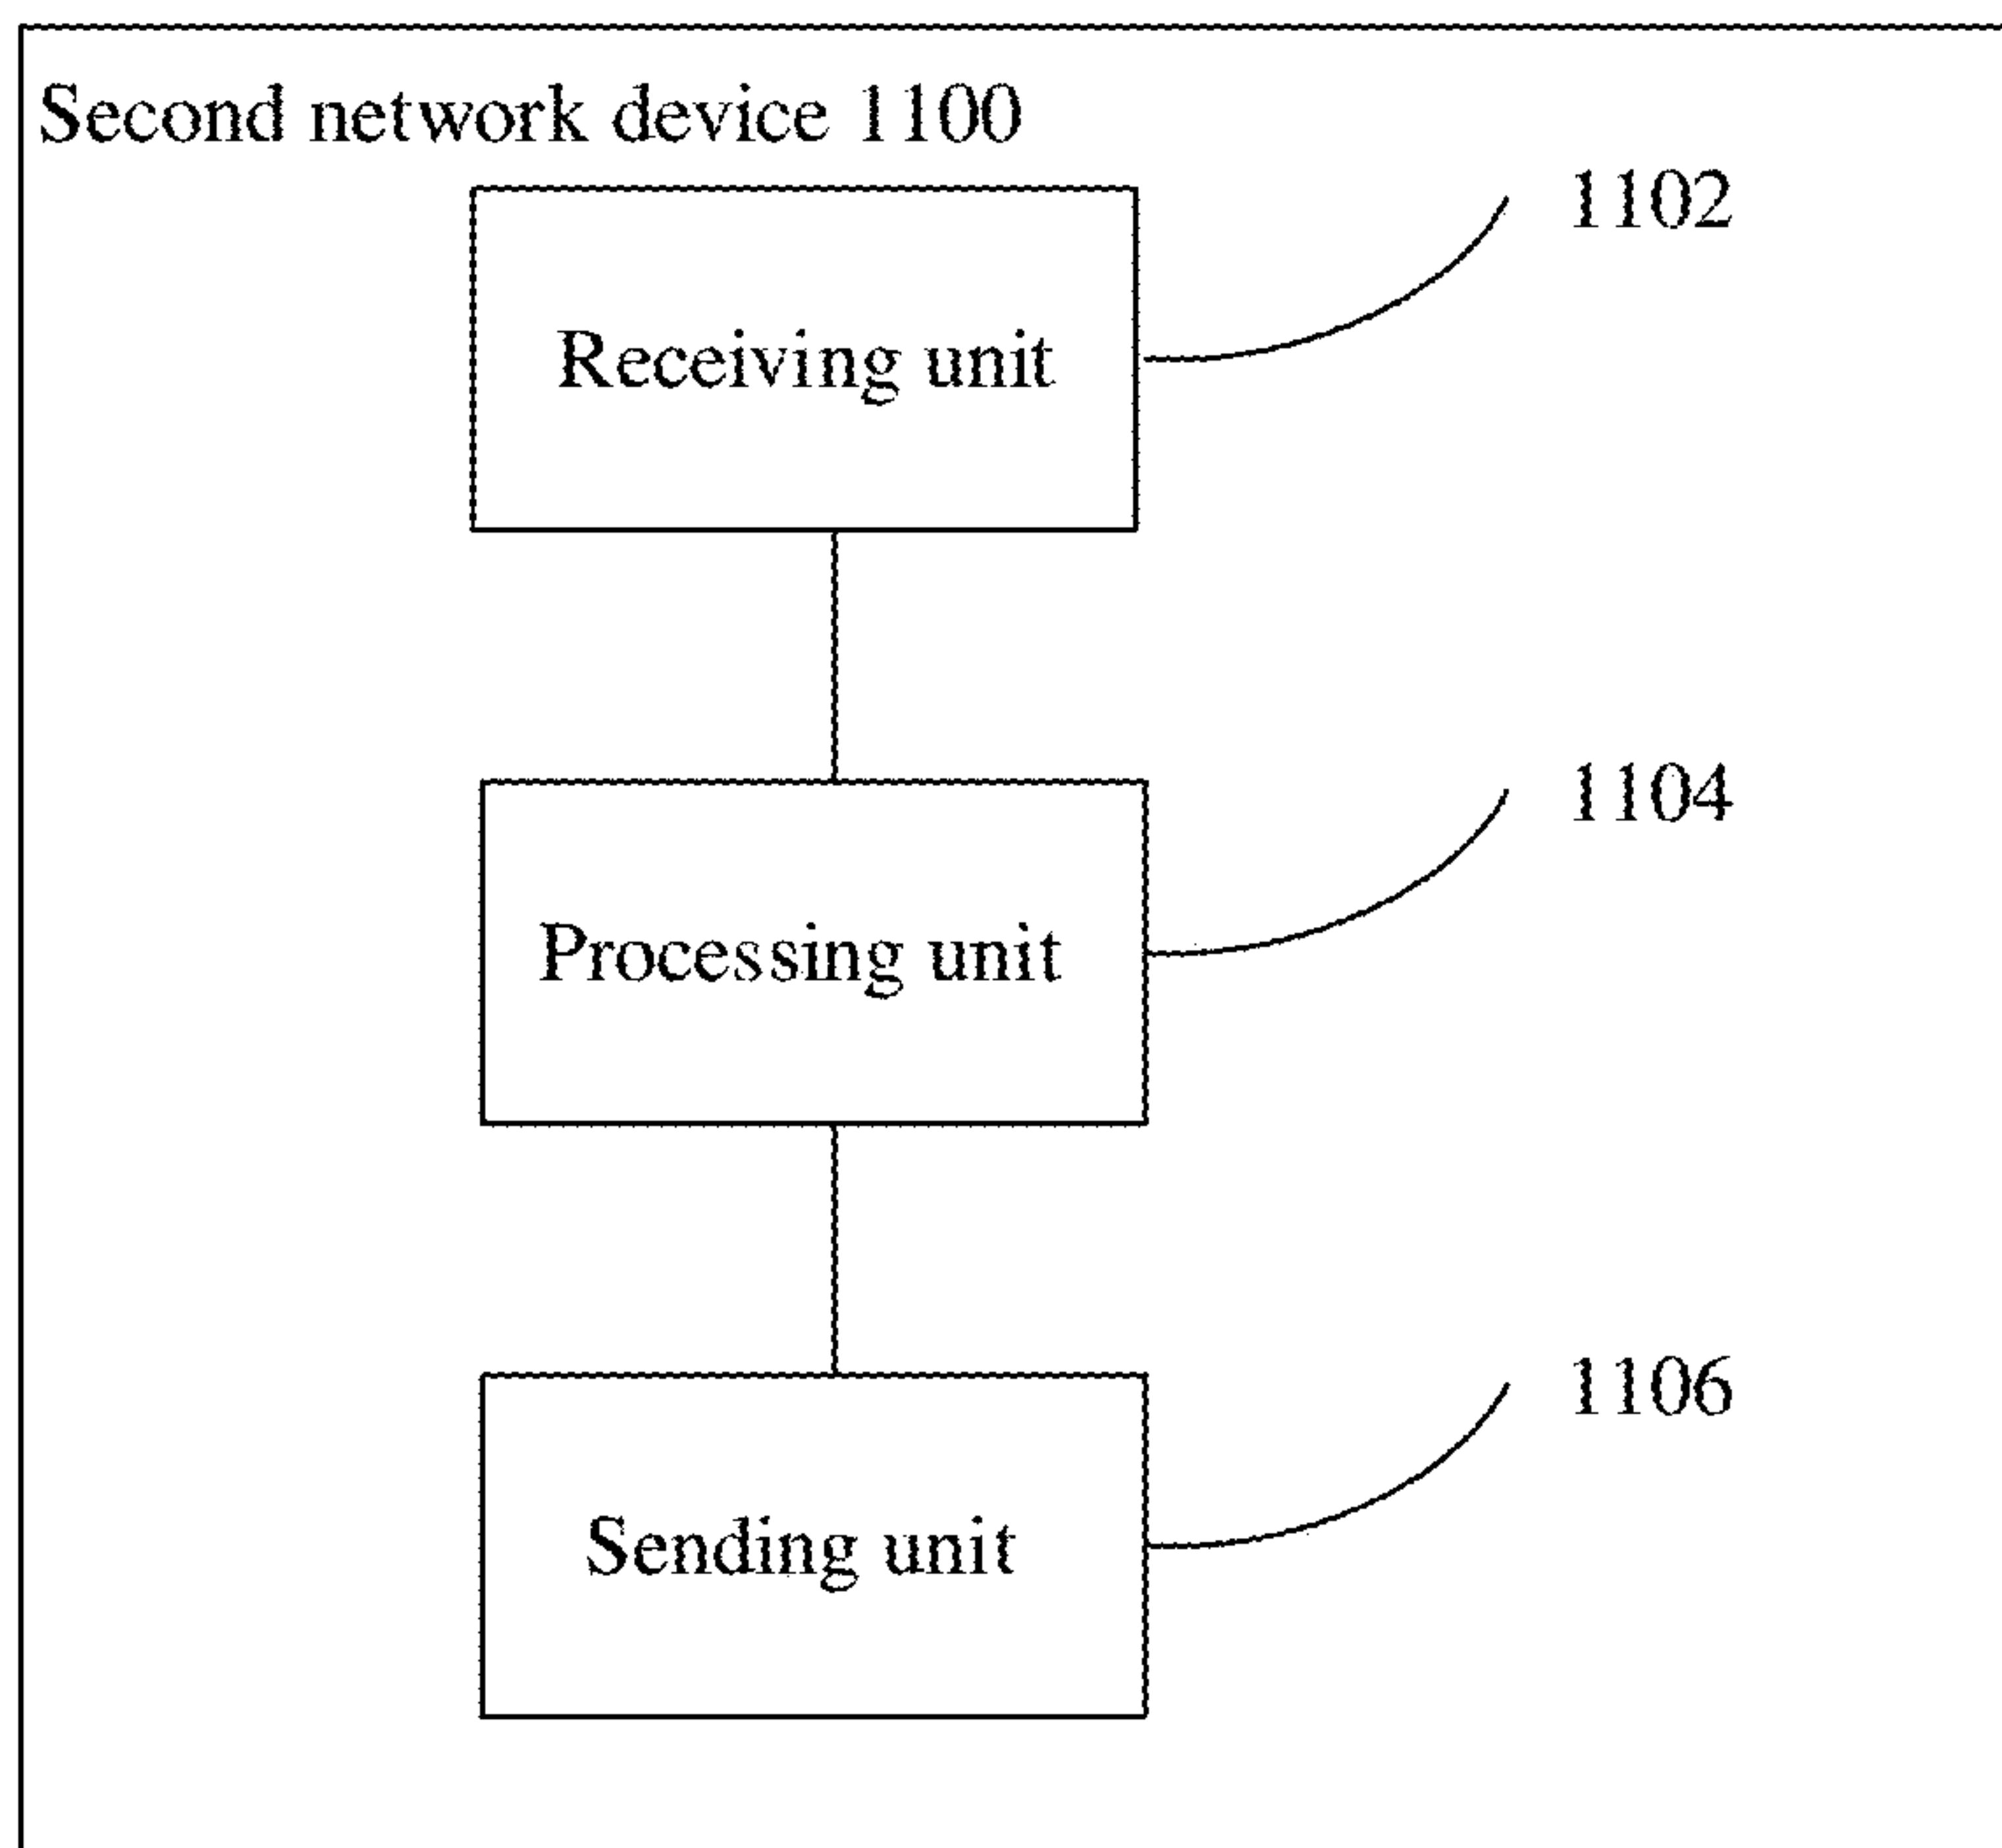 Second network device 1100
1102
Receiving unit
1104
Processing unit
1106
Sending unit